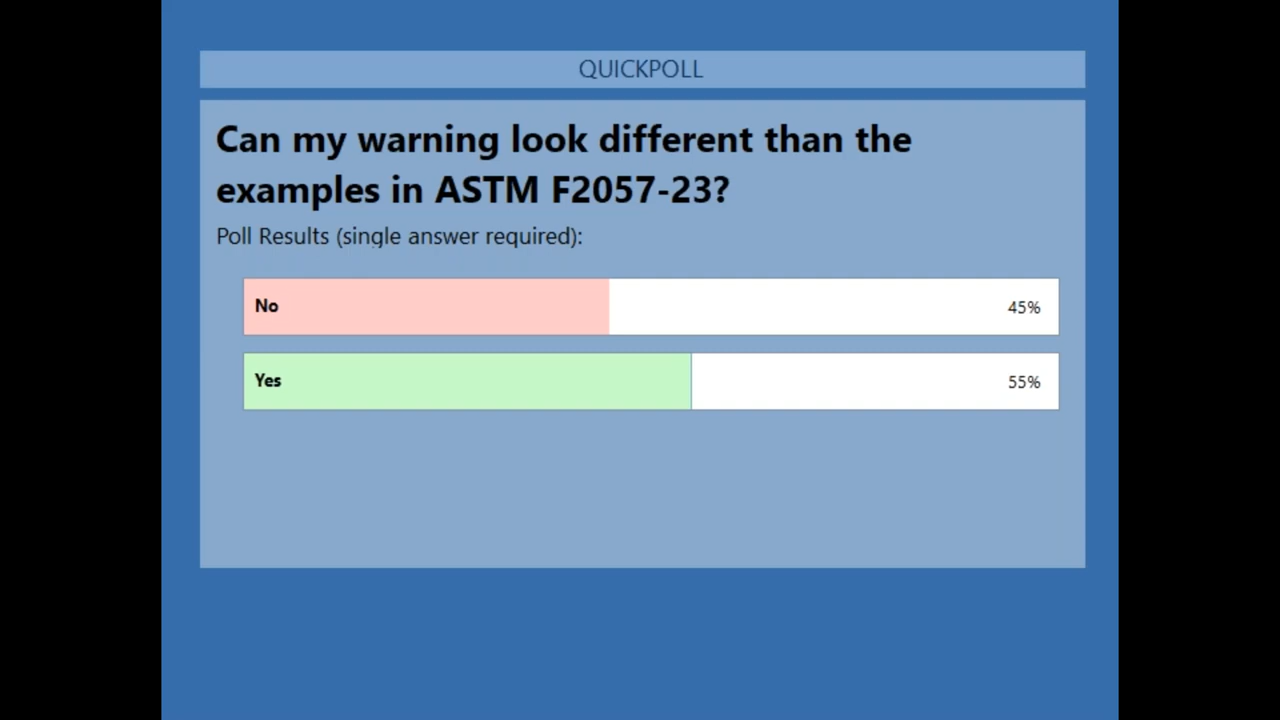 QUICKPOLL
Can my warning look different than the
examples in ASTM F2057-23?
Poll Results (single answer required):
No 45%
Yes 55%